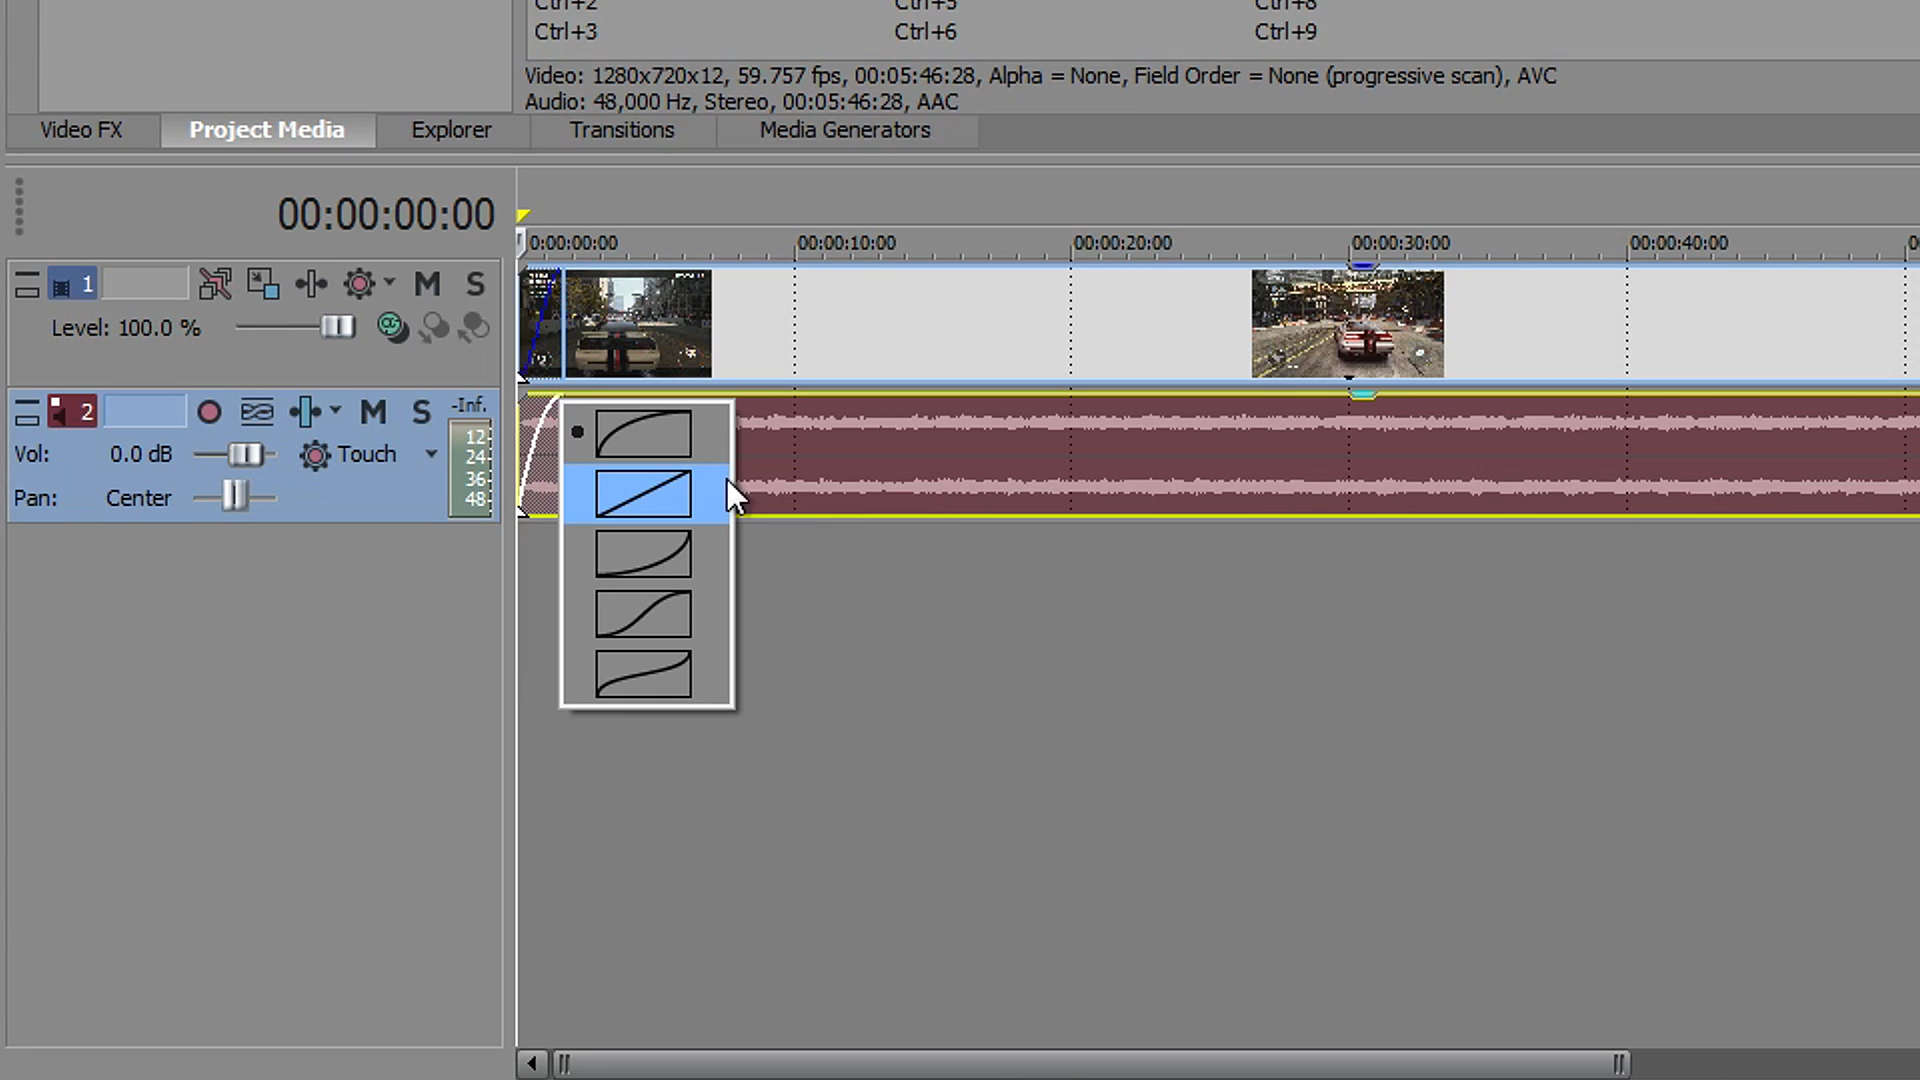 Ctrl+2 Ctrl+5 Ctrl+8
Ctrl+3 Ctrl+6 Ctrl+9
Video: 1280x720x12, 59.757 fps, 00:05:46:28, Alpha = None, Field Order = None (progressive scan), AVC
Audio: 48,000 Hz, Stereo, 00:05:46:28, AAC
Video FX Project Media Explorer Transitions Media Generators
00:00:00:00
0:00:00:00 00:00:10:00 00:00:20:00 00:00:30:00 00:00:40:00 0
1 M S
Level: 100.0 %
2 M S -Inf.
12
Vol: 0.0 dB Touch 24
36
Pan: Center 48